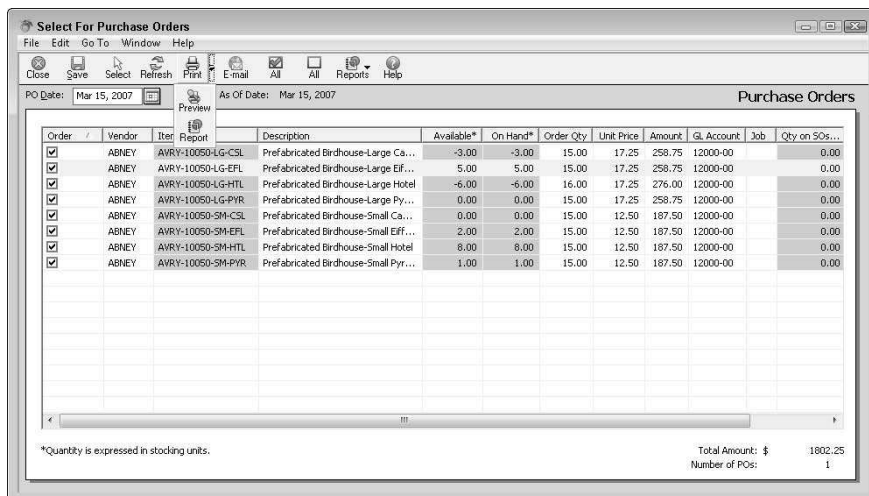 Select For Purchase Orders
File Edit Go To Window Help
Close Save Select Refresh Print E-mail All All Reports Help
Preview
Report
PO Date: Mar 15, 2007 As Of Date: Mar 15, 2007 Purchase Orders
Order / Vendor Description Available* On Hand* Order Qty Unit Price Amount GL Account Job Qty on SOs...
ABNEY AVRY-10050-LG-CSL Prefabricated Birdhouse-Large Ca... -3.00 -3.00 15.00 17.25 258.75 12000-00 0.00
ABNEY AVRY-10050-LG-EFL Prefabricated Birdhouse-Large Eif... 5.00 5.00 15.00 17.25 258.75 12000-00 0.00
ABNEY AVRY-10050-LG-HTL Prefabricated Birdhouse-Large Hotel -6.00 -6.00 16.00 17.25 276.00 12000-00 0.00
ABNEY AVRY-10050-LG-PYR Prefabricated Birdhouse-Large Py... 0.00 0.00 15.00 17.25 258.75 12000-00 0.00
ABNEY AVRY-10050-SM-CSL Prefabricated Birdhouse-Small Ca... 0.00 0.00 15.00 12.50 187.50 12000-00 0.00
ABNEY AVRY-10050-SM-EFL Prefabricated Birdhouse-Small Eiff... 2.00 2.00 15.00 12.50 187.50 12000-00 0.00
ABNEY AVRY-10050-SM-HTL Prefabricated Birdhouse-Small Hotel 8.00 8.00 15.00 12.50 187.50 12000-00 0.00
ABNEY AVRY-10050-SM-PYR Prefabricated Birdhouse-Small Pyr... 1.00 1.00 15.00 12.50 187.50 12000-00 0.00
*Quantity is expressed in stocking units. Total Amount: $ 1802.25
Number of POs: 1